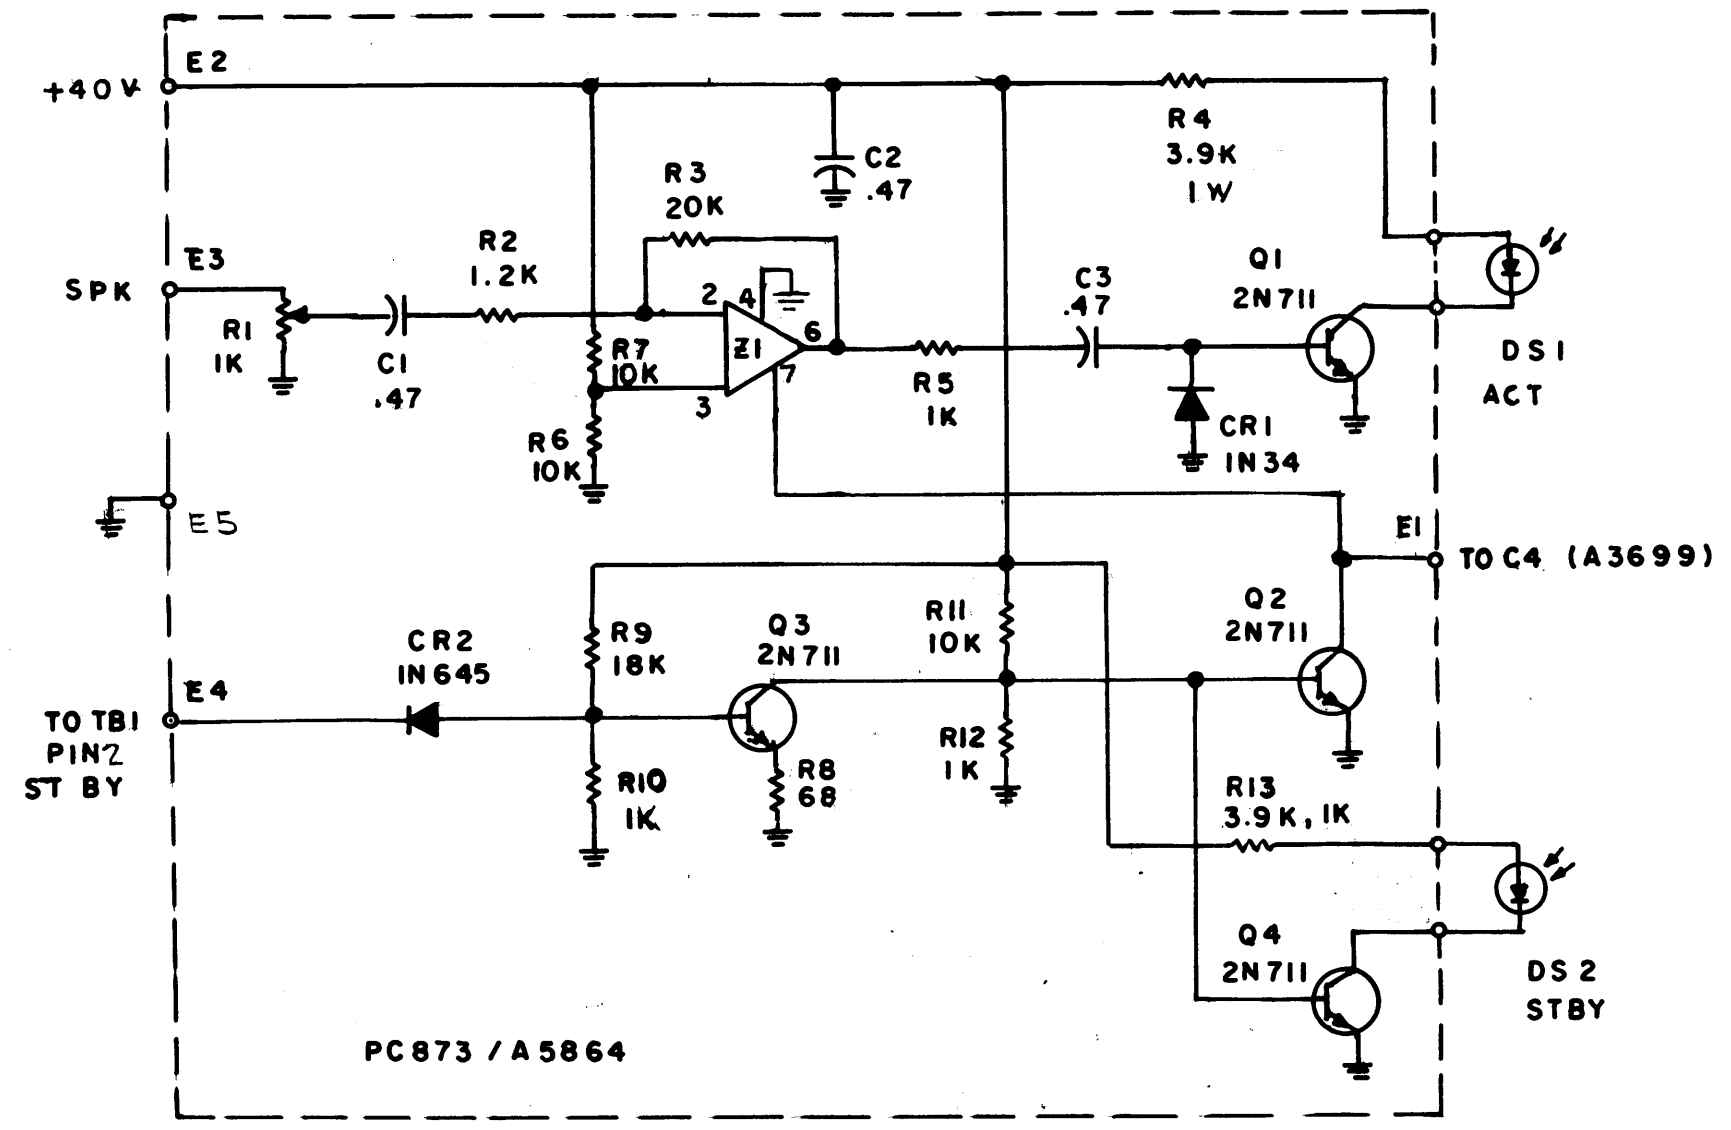 E2
+40V
R4
3.9K
1W
C2
.47
R3
20K
R2
1.2K
E3
SPK
R1
1K
C1
.47
2
4
6
Z1
7
3
R7
10K
R6
10K
C3
.47
R5
1K
Q1
2N711
CR1
1N34
DS1
ACT
E5
E1
TO C4 (A3699)
R9
18K
Q3
2N711
R11
10K
Q2
2N711
CR2
1N645
E4
TO TB1
PIN2
ST BY
R10
1K
R8
68
R12
1K
R13
3.9K, 1K
Q4
2N711
DS2
STBY
PC873 / A5864